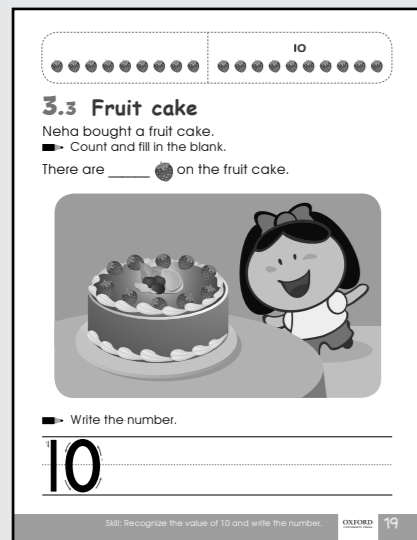 10
3.3 Fruit cake
Neha bought a fruit cake.
Count and fill in the blank.
There are ______ on the fruit cake.
Write the number.
10
Skill: Recognize the value of 10 and write the number.
OXFORD
UNIVERSITY PRESS
19